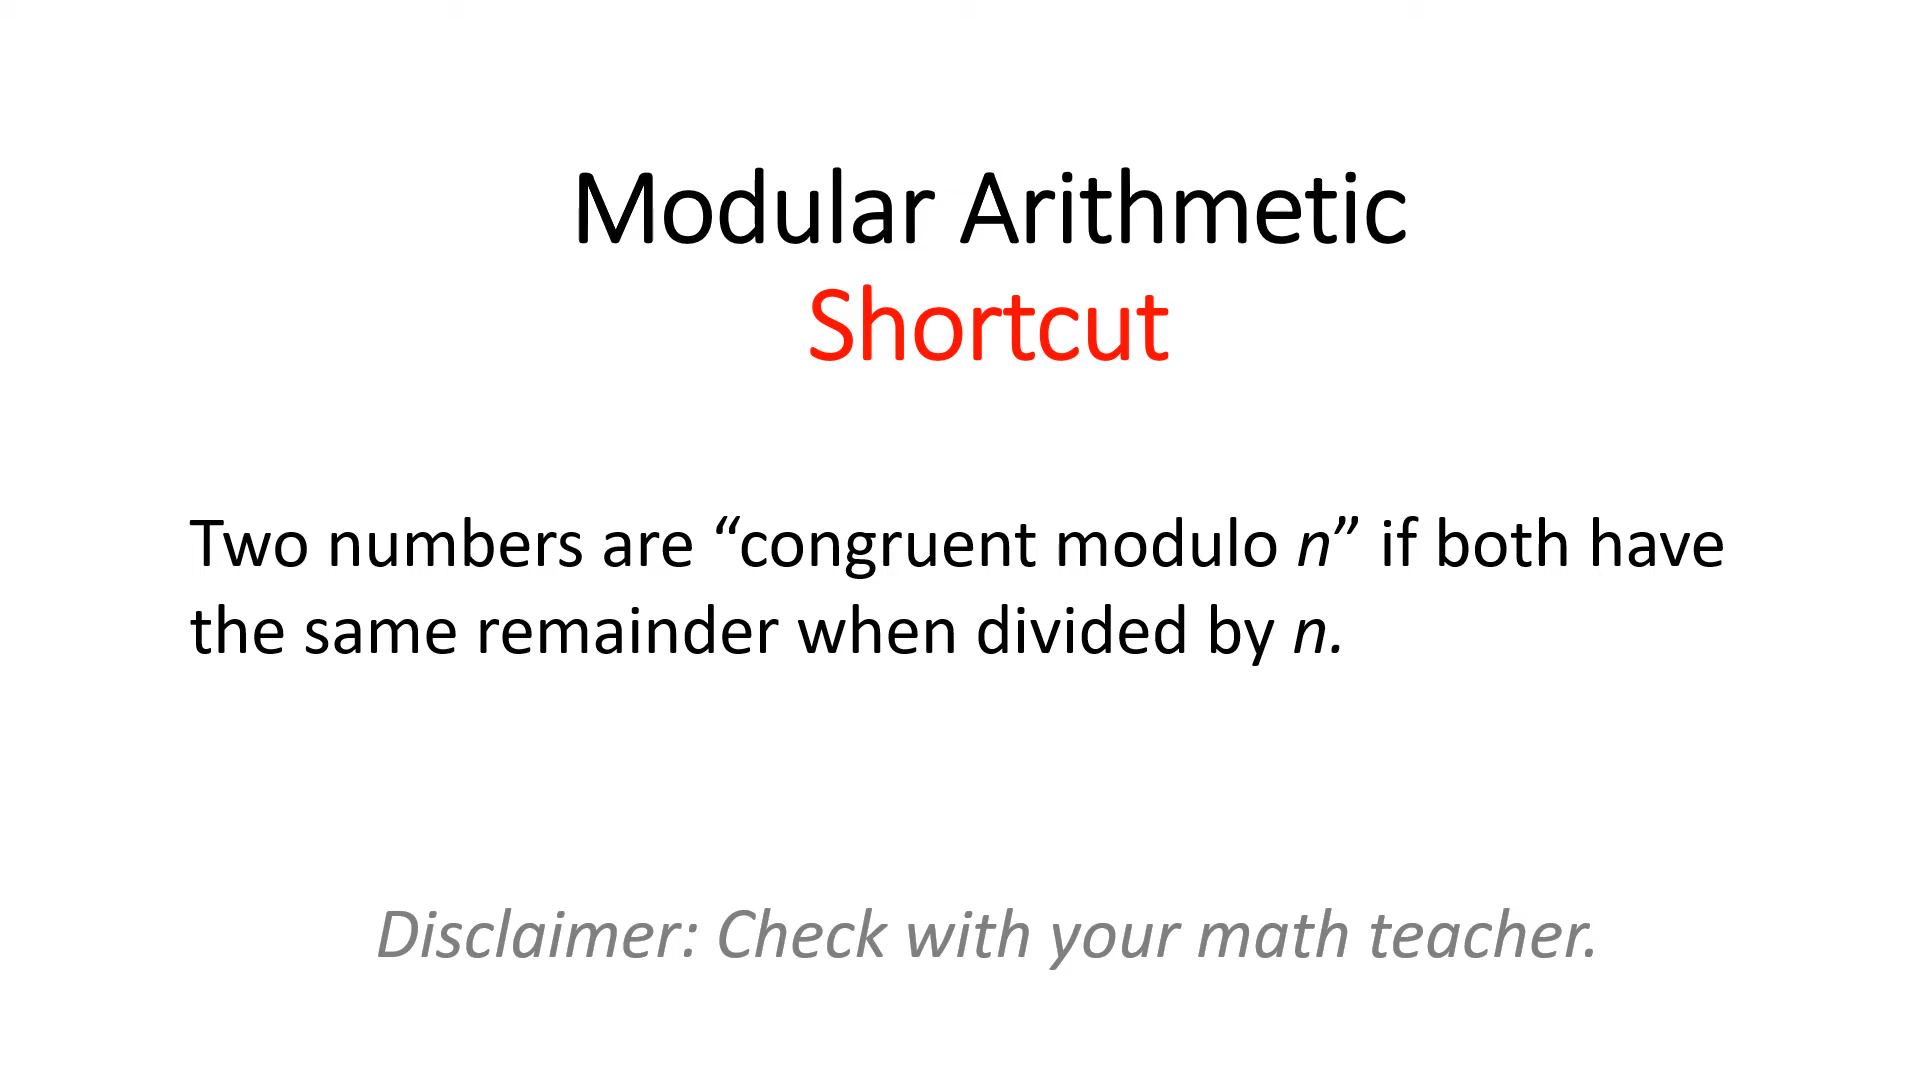 Modular Arithmetic
Shortcut
Two numbers are “congruent modulo n” if both have
the same remainder when divided by n.
Disclaimer: Check with your math teacher.